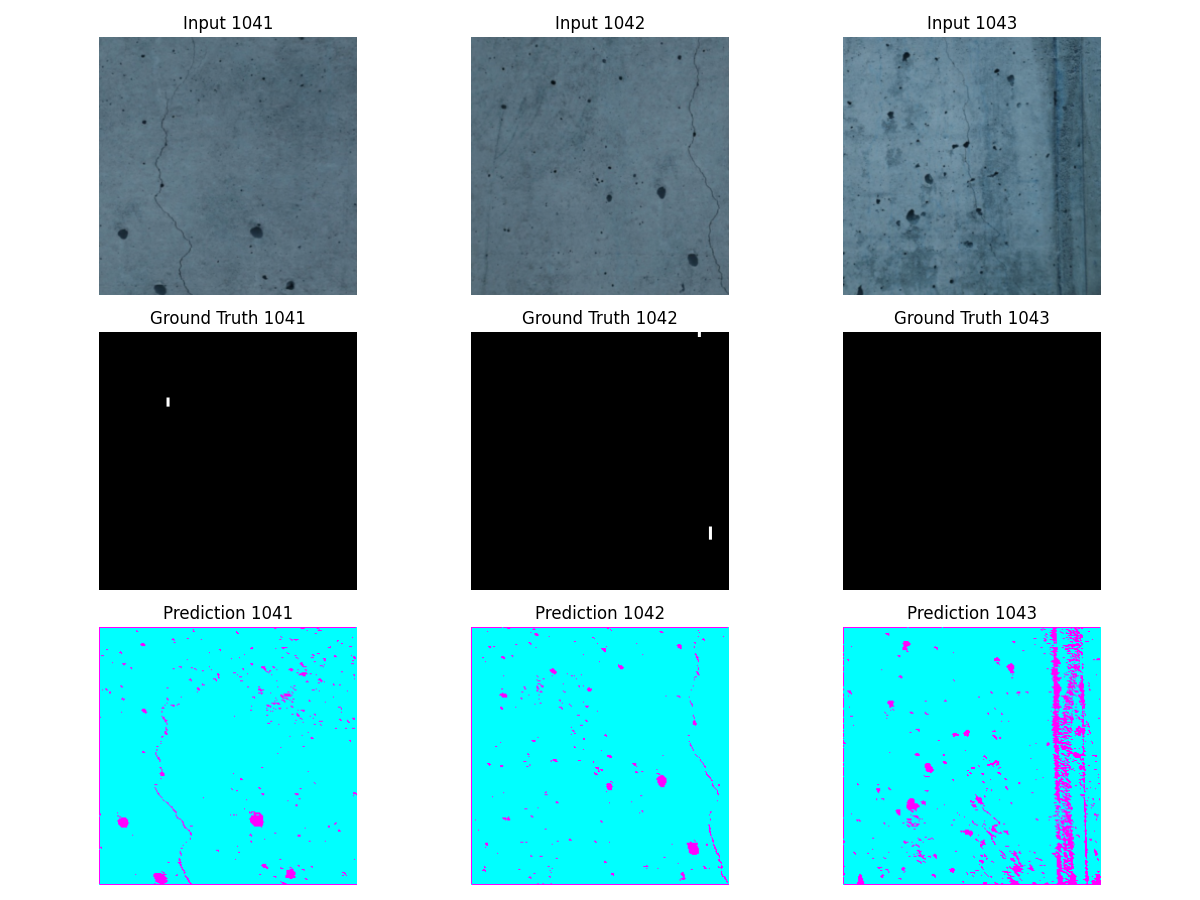 Input 1041
Input 1042
Input 1043
Ground Truth 1041
Ground Truth 1042
Ground Truth 1043
Prediction 1041
Prediction 1042
Prediction 1043